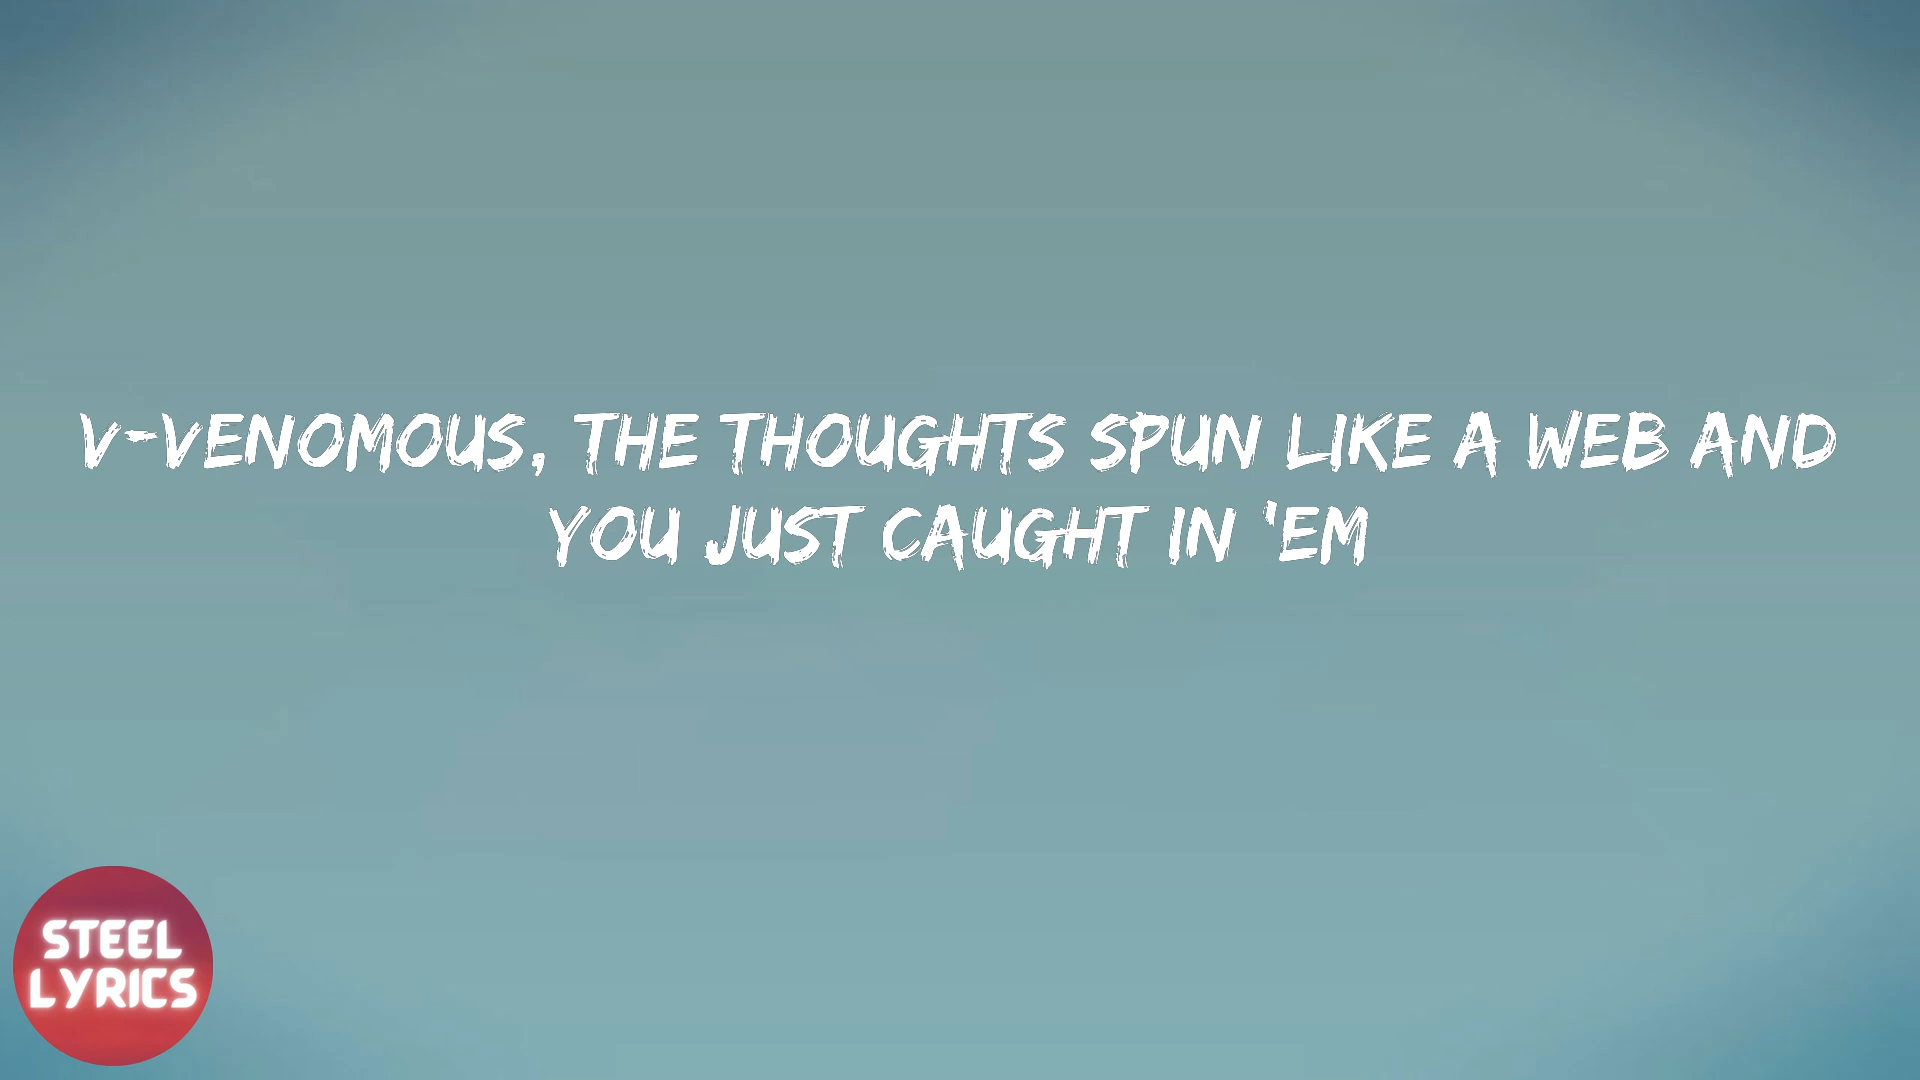 V-VENOMOUS, THE THOUGHTS SPUN LIKE A WEB AND
YOU JUST CAUGHT IN 'EM
STEEL
LYRICS